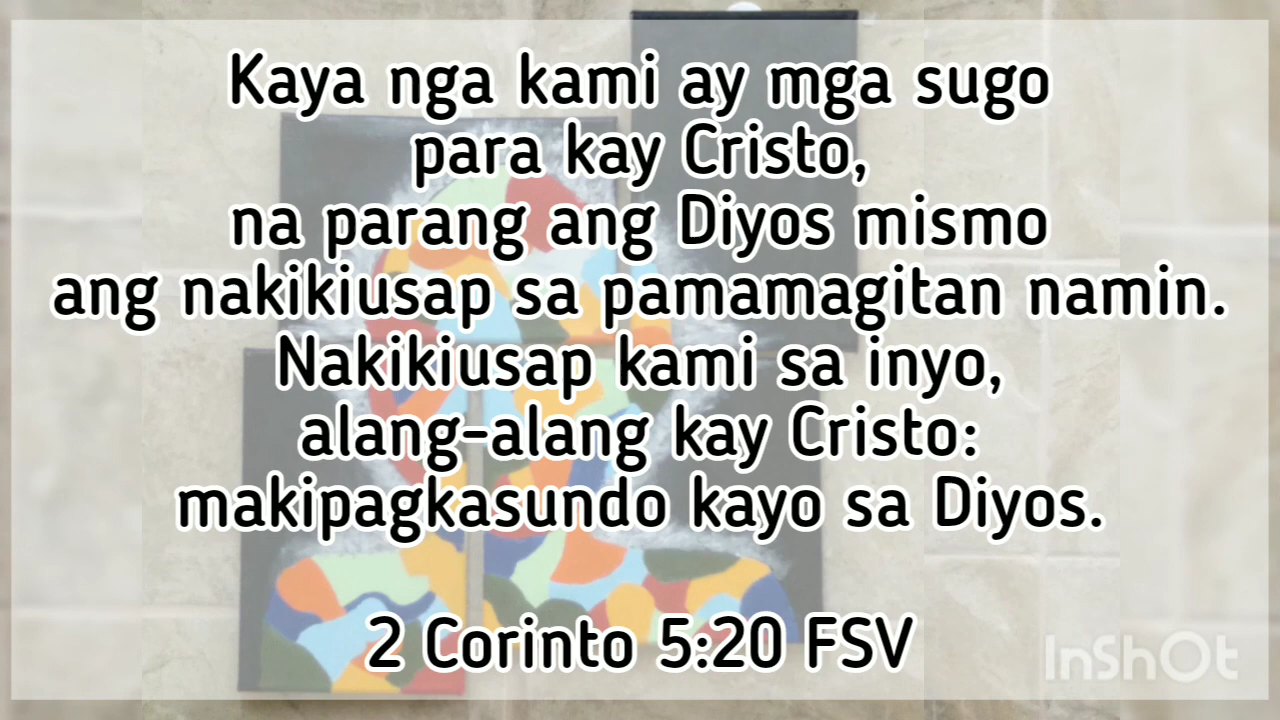 Kaya nga kami ay mga sugo
para kay Cristo,
na parang ang Diyos mismo
ang nakikiusap sa pamamagitan namin.
Nakikiusap kami sa inyo,
alang-alang kay Cristo:
makipagkasundo kayo sa Diyos.
2 Corinto 5:20 FSV
InShOt